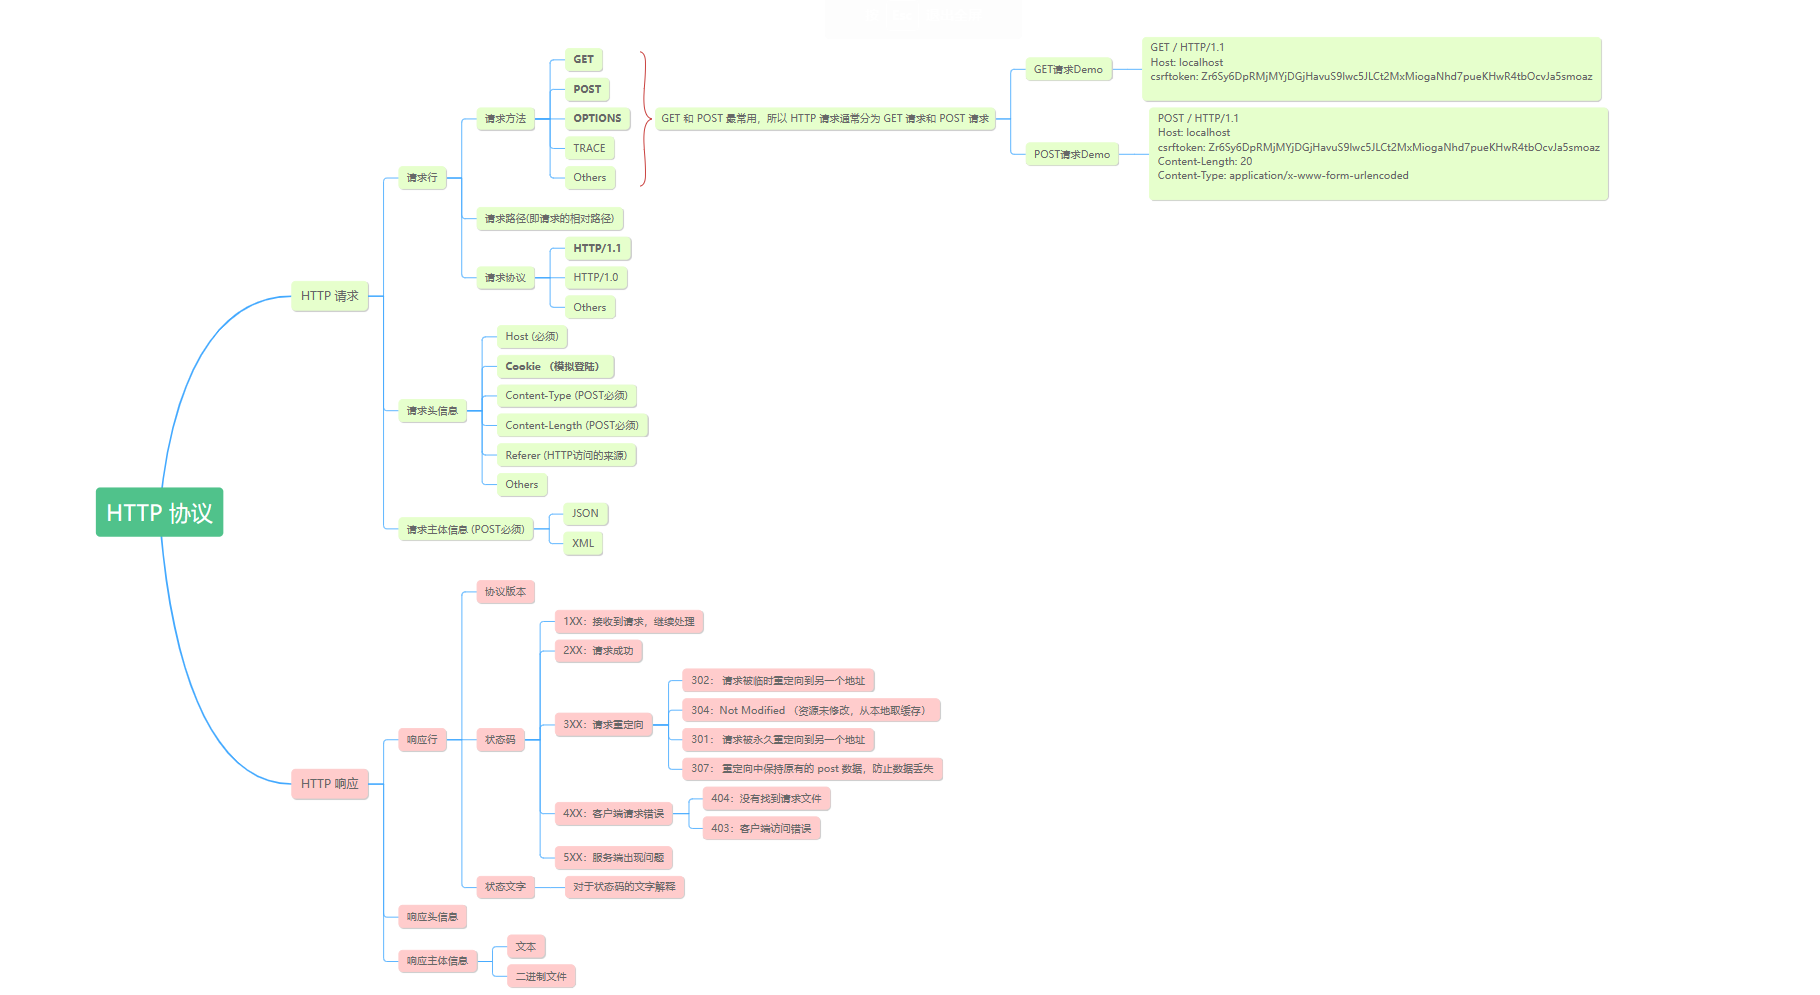 HTTP 协议
HTTP 请求
请求行
请求方法
GET
POST
OPTIONS
TRACE
Others
GET 和 POST 最常用，所以 HTTP 请求通常分为 GET 请求和 POST 请求
GET请求Demo
GET / HTTP/1.1
Host: localhost
csrftoken: Zr6Sy6DpRMjMYjDGjHavuS9lwc5JLCt2MxMiogaNhd7pueKHwR4tbOcvJa5smoaz
POST请求Demo
POST / HTTP/1.1
Host: localhost
csrftoken: Zr6Sy6DpRMjMYjDGjHavuS9lwc5JLCt2MxMiogaNhd7pueKHwR4tbOcvJa5smoaz
Content-Length: 20
Content-Type: application/x-www-form-urlencoded
请求路径(即请求的相对路径)
请求协议
HTTP/1.1
HTTP/1.0
Others
请求头信息
Host (必须)
Cookie （模拟登陆）
Content-Type (POST必须)
Content-Length (POST必须)
Referer (HTTP访问的来源)
Others
请求主体信息 (POST必须)
JSON
XML
HTTP 响应
响应行
协议版本
状态码
1XX：接收到请求，继续处理
2XX：请求成功
3XX：请求重定向
302： 请求被临时重定向到另一个地址
304：Not Modified （资源未修改，从本地取缓存）
301： 请求被永久重定向到另一个地址
307： 重定向中保持原有的 post 数据，防止数据丢失
4XX：客户端请求错误
404：没有找到请求文件
403：客户端访问错误
5XX：服务端出现问题
状态文字
对于状态码的文字解释
响应头信息
响应主体信息
文本
二进制文件